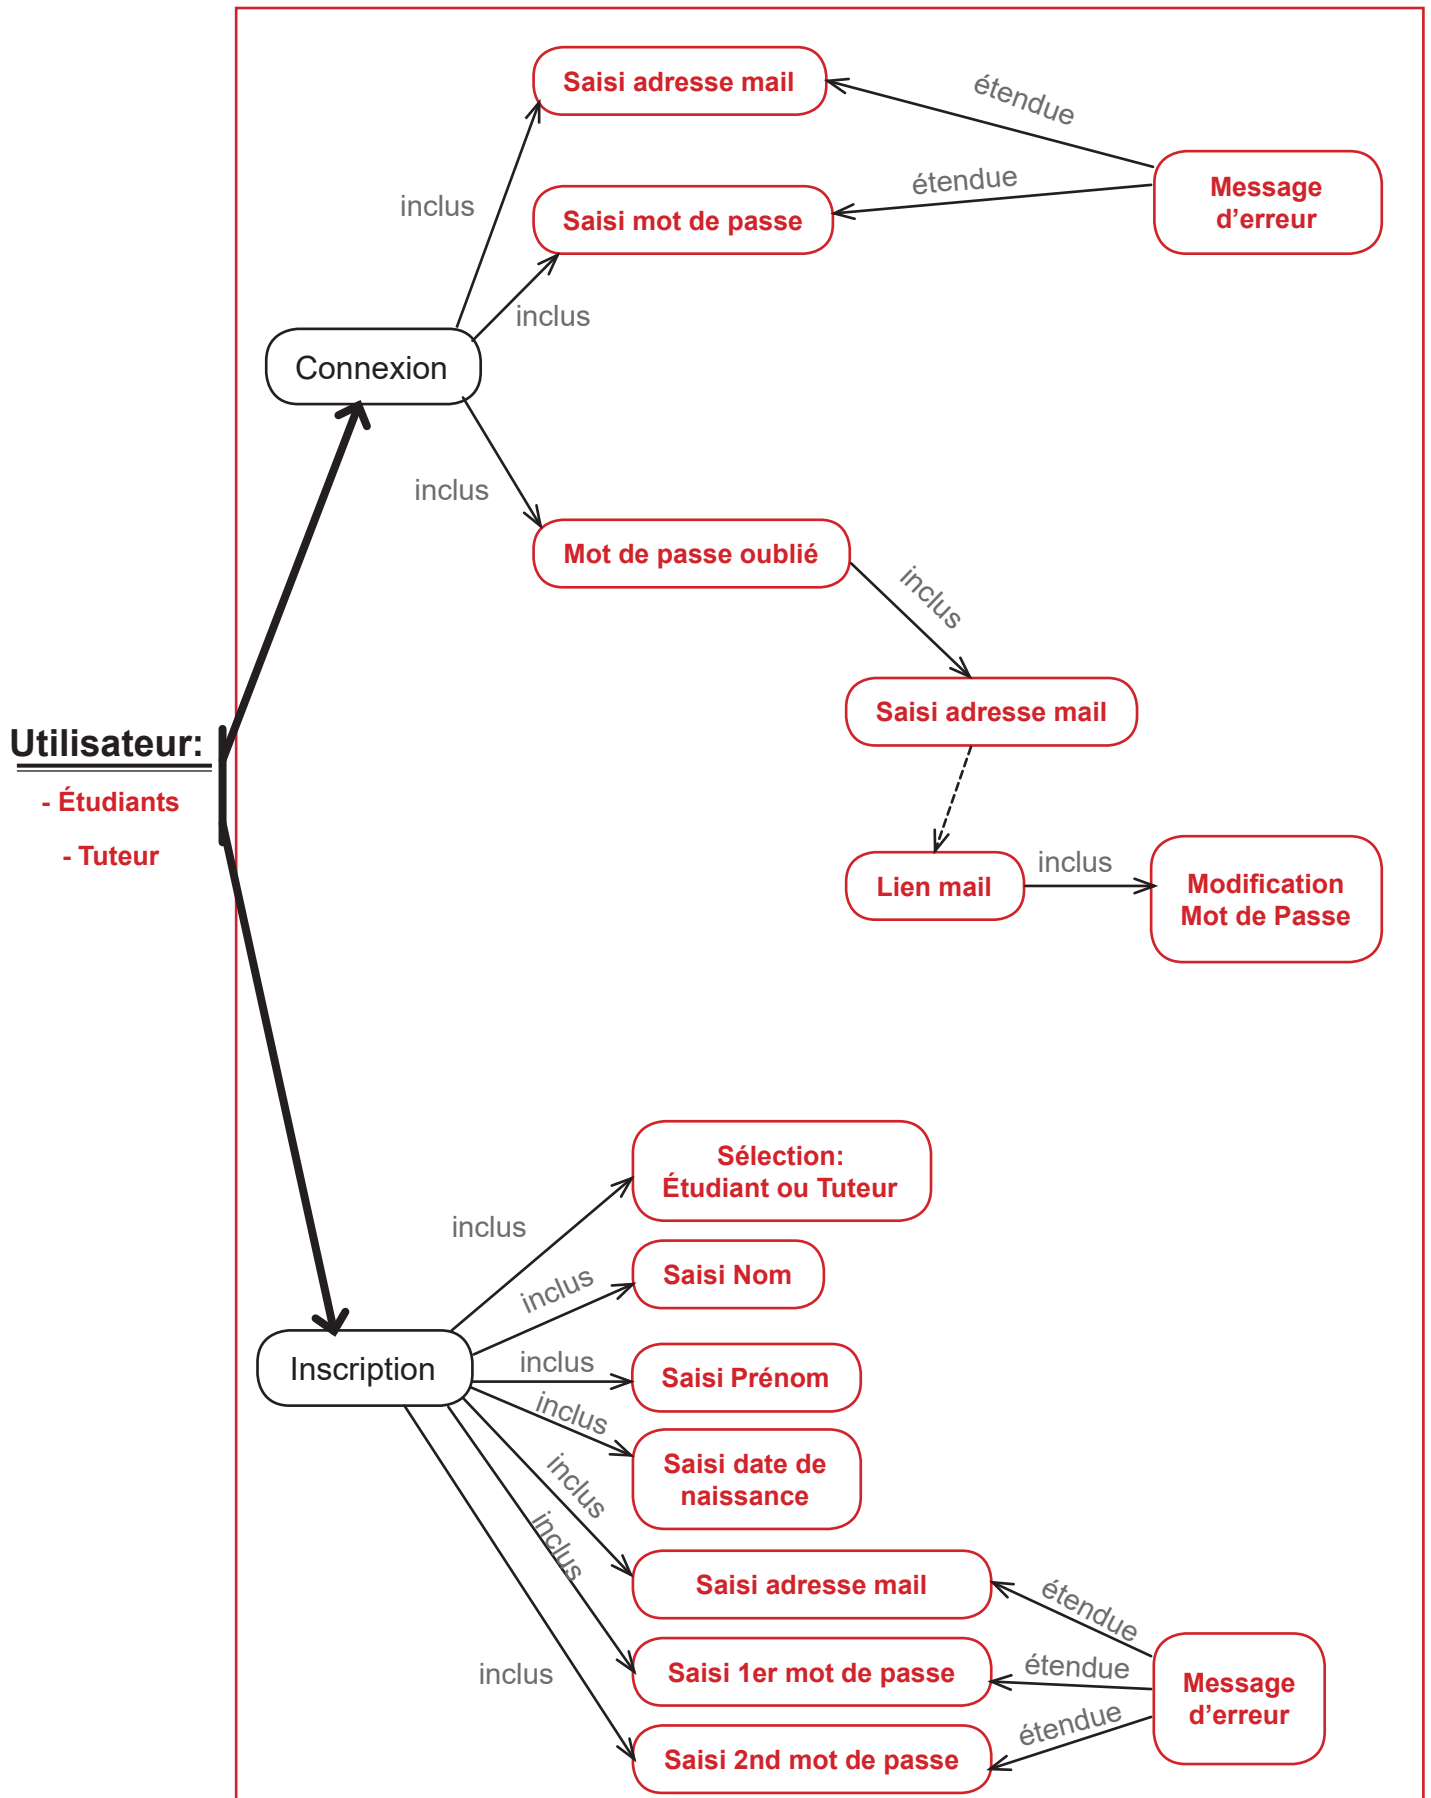 Saisi adresse mail
étendue
Message
d’erreur
étendue
Saisi mot de passe
inclus
inclus
Connexion
inclus
Mot de passe oublié
inclus
Saisi adresse mail
Utilisateur:
- Étudiants
- Tuteur
Lien mail
inclus
Modification
Mot de Passe
Sélection:
Étudiant ou Tuteur
inclus
Saisi Nom
inclus
Inscription
inclus
Saisi Prénom
inclus
Saisi date de
naissance
inclus
inclus
Saisi adresse mail
étendue
inclus
Saisi 1er mot de passe
étendue
Message
d’erreur
étendue
Saisi 2nd mot de passe